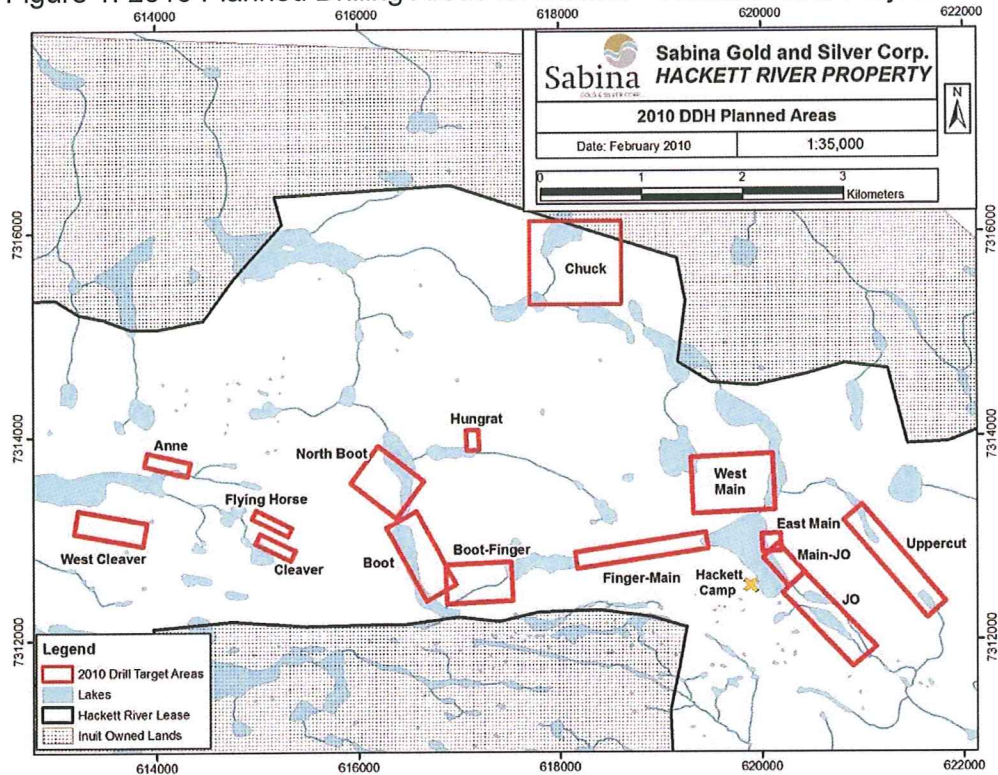 614000
616000
618000
620000
622000
Sabina
GOLD & SILVER CORP.
Sabina Gold and Silver Corp.
HACKETT RIVER PROPERTY
N
2010 DDH Planned Areas
Date: February 2010
1:35,000
0 1 2 3
Kilometers
7316000
7316000
Chuck
7314000
7314000
Hungrat
Anne
North Boot
West
Main
Flying Horse
East Main
West Cleaver
Cleaver
Boot
Boot-Finger
Main-JO
Uppercut
Finger-Main
Hackett
Camp
JO
7312000
7312000
Legend
2010 Drill Target Areas
Lakes
Hackett River Lease
Inuit Owned Lands
614000
616000
618000
620000
622000